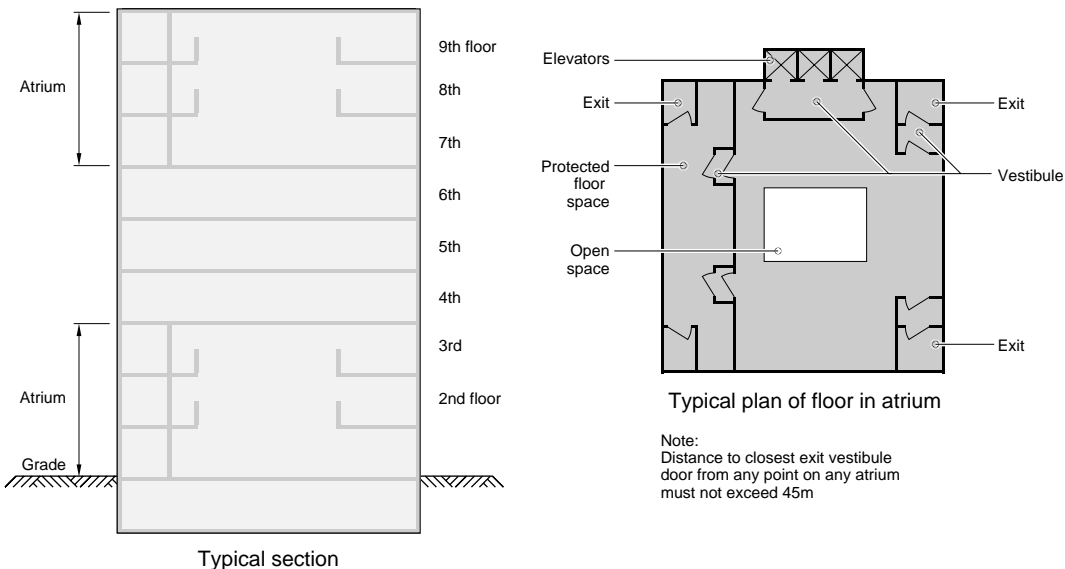 Atrium
9th floor
8th
7th
6th
5th
4th
Atrium
3rd
2nd floor
Grade
Typical section
Elevators
Exit
Exit
Protected
floor
space
Vestibule
Open
space
Exit
Typical plan of floor in atrium
Note:
Distance to closest exit vestibule
door from any point on any atrium
must not exceed 45m